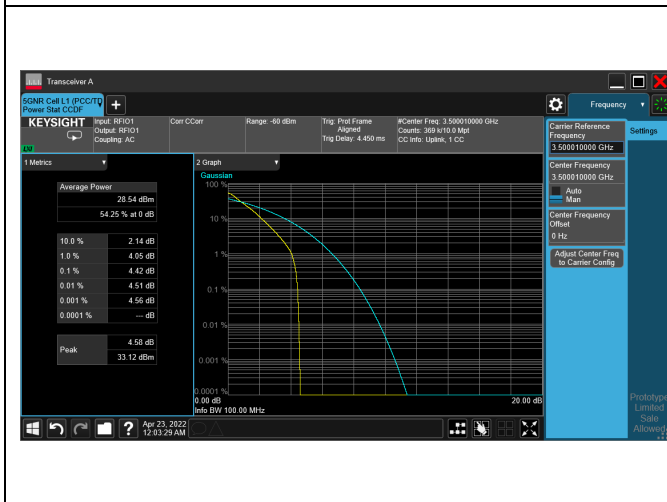 Transceiver A
5GNR Cell L1 (PCC/TD
Power Stat CCDF
+
Frequency
KEYSIGHT
Input: RFIO1
Output: RFIO1
Coupling: AC
Corr CCorr
Range: -60 dBm
Trig: Prot Frame
Aligned
Trig Delay: 4.450 ms
#Center Freq: 3.500010000 GHz
Counts: 369 k/10.0 Mpt
CC Info: Uplink, 1 CC
1 Metrics
Average Power
28.54 dBm
54.25 % at 0 dB
10.0 % 2.14 dB
1.0 % 4.05 dB
0.1 % 4.42 dB
0.01 % 4.51 dB
0.001 % 4.56 dB
0.0001 % --- dB
Peak
4.58 dB
33.12 dBm
2 Graph
Gaussian
100 %
10 %
1 %
0.1 %
0.01 %
0.001 %
0.0001 %
0.00 dB
20.00 dB
Info BW 100.00 MHz
Carrier Reference
Frequency
3.500010000 GHz
Center Frequency
3.500010000 GHz
Auto
Man
Center Frequency
Offset
0 Hz
Adjust Center Freq
to Carrier Config
Settings
Prototype
Limited
Sale
Allowed
?
Apr 23, 2022
12:03:29 AM